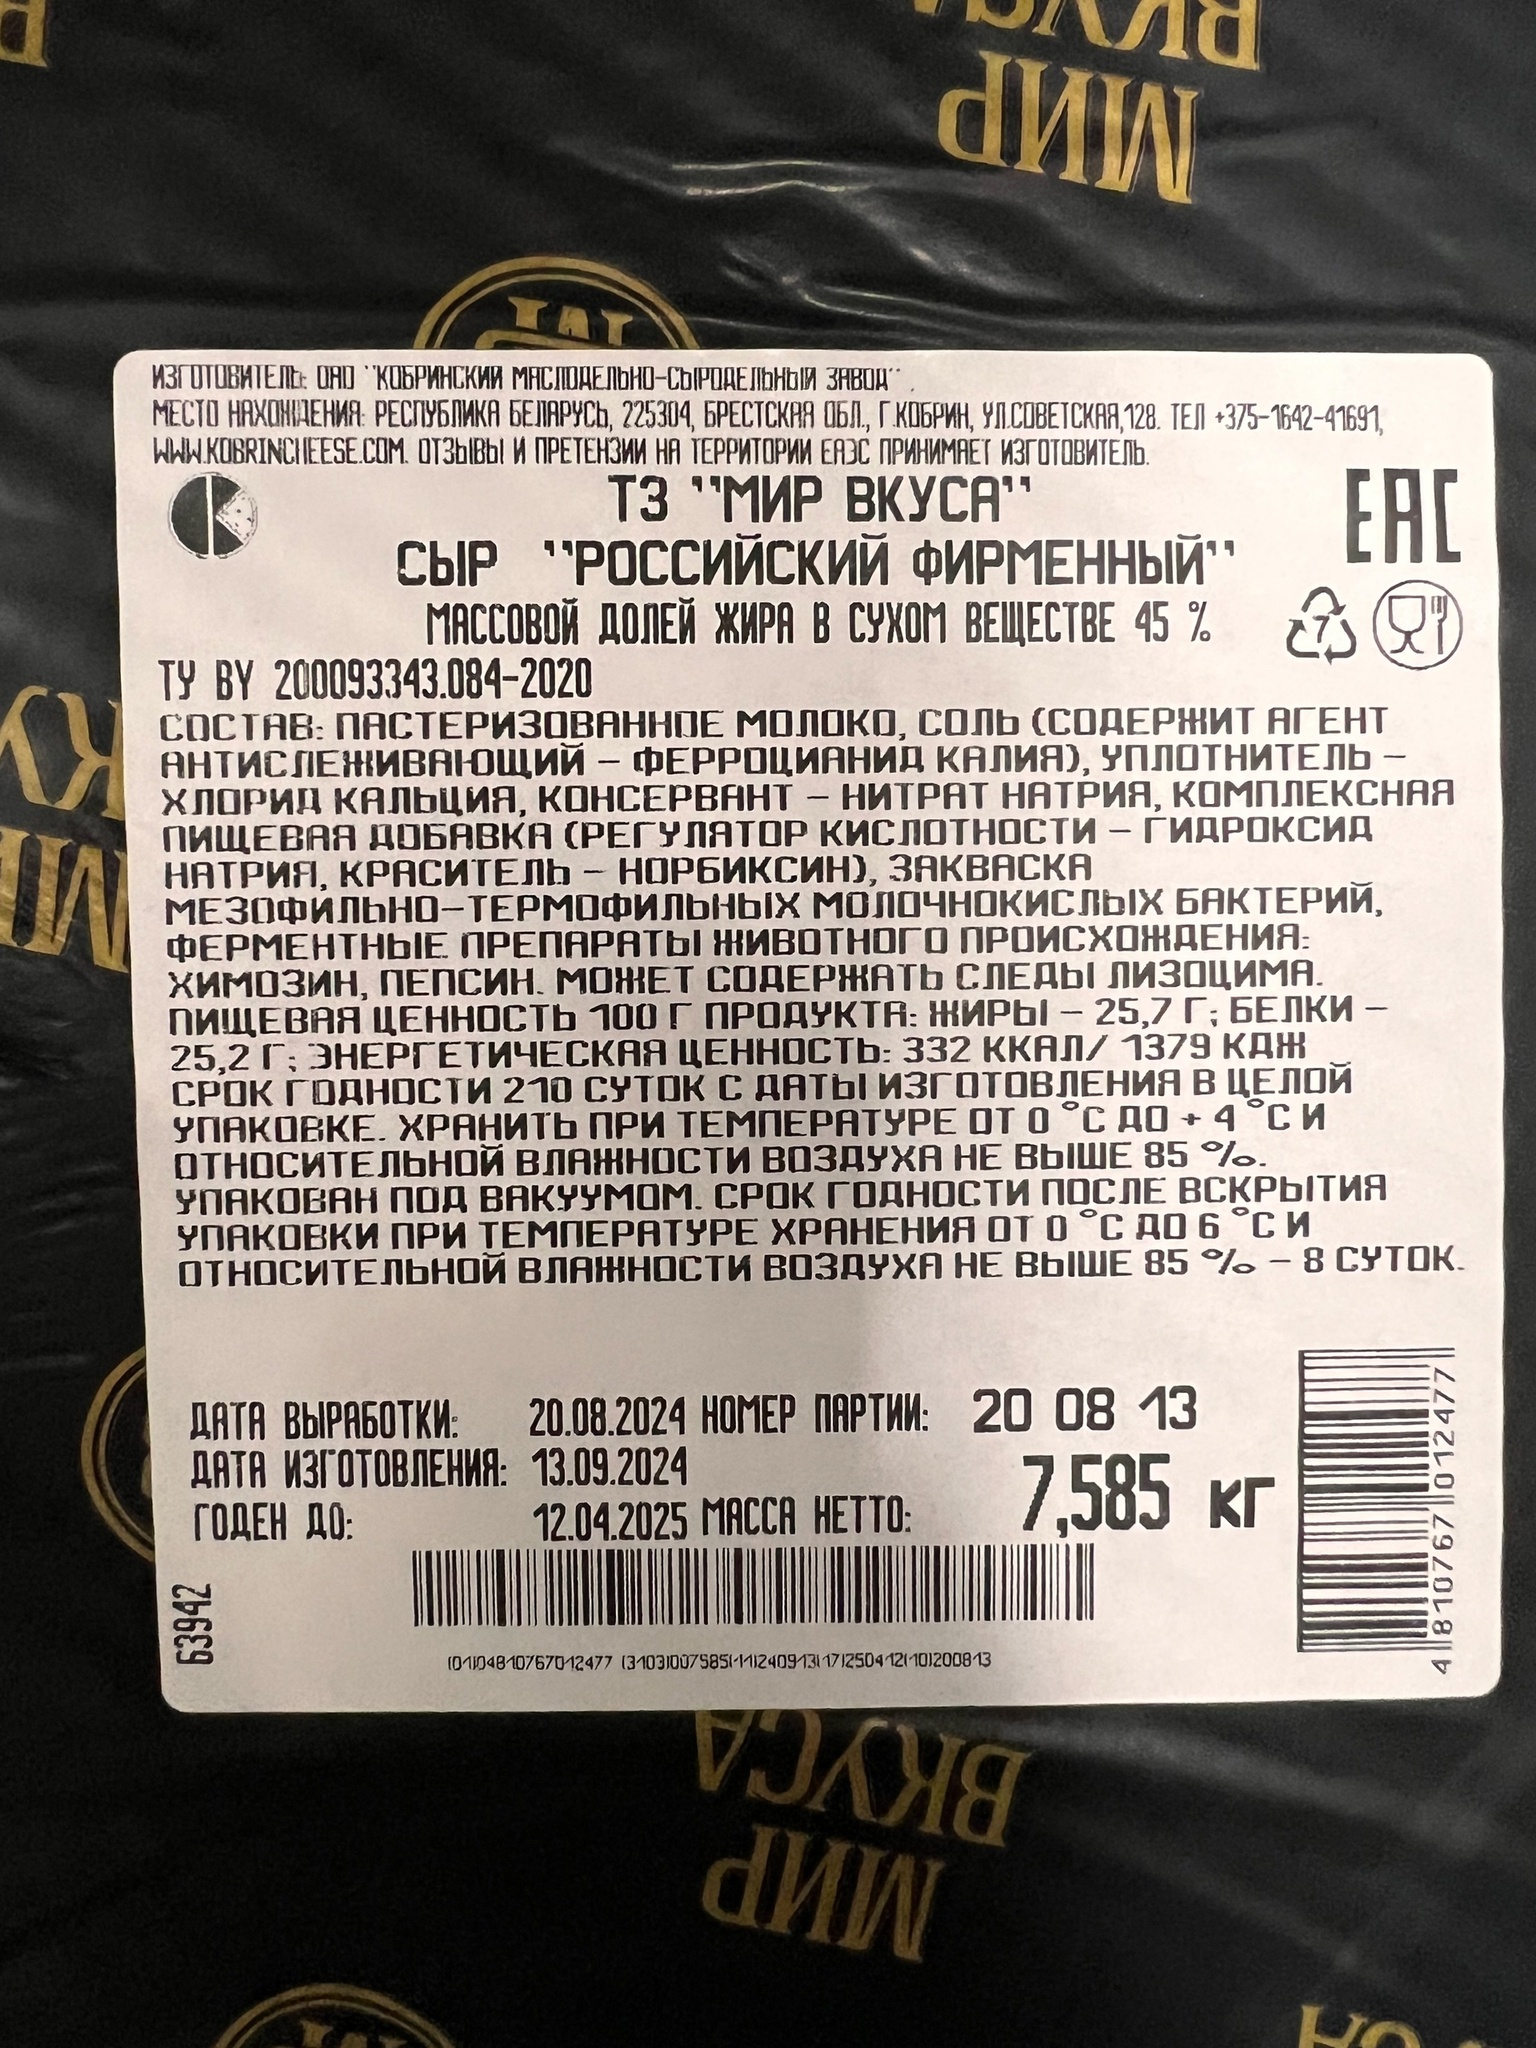 ВКУСА
МИР
ИЗГОТОВИТЕЛЬ: ОАО "КОБРИНСКИЙ МАСЛОДЕЛЬНО-СЫРОДЕЛЬНЫЙ ЗАВОД".
МЕСТО НАХОЖДЕНИЯ: РЕСПУБЛИКА БЕЛАРУСЬ, 225304, БРЕСТСКАЯ ОБЛ., Г.КОБРИН, УЛ.СОВЕТСКАЯ,128. ТЕЛ +375-1642-41691,
WWW.KOBRINCHEESE.COM. ОТЗЫВЫ И ПРЕТЕНЗИИ НА ТЕРРИТОРИИ ЕАЭС ПРИНИМАЕТ ИЗГОТОВИТЕЛЬ.
ТЗ "МИР ВКУСА"
EAC
СЫР "РОССИЙСКИЙ ФИРМЕННЫЙ"
МАССОВОЙ ДОЛЕЙ ЖИРА В СУХОМ ВЕЩЕСТВЕ 45 %
7
ТУ BY 200093343.084-2020
СОСТАВ: ПАСТЕРИЗОВАННОЕ МОЛОКО, СОЛЬ (СОДЕРЖИТ АГЕНТ
АНТИСЛЕЖИВАЮЩИЙ - ФЕРРОЦИАНИД КАЛИЯ), УПЛОТНИТЕЛЬ -
ХЛОРИД КАЛЬЦИЯ, КОНСЕРВАНТ - НИТРАТ НАТРИЯ, КОМПЛЕКСНАЯ
ПИЩЕВАЯ ДОБАВКА (РЕГУЛЯТОР КИСЛОТНОСТИ - ГИДРОКСИД
НАТРИЯ, КРАСИТЕЛЬ - НОРБИКСИН), ЗАКВАСКА
МЕЗОФИЛЬНО-ТЕРМОФИЛЬНЫХ МОЛОЧНОКИСЛЫХ БАКТЕРИЙ,
ФЕРМЕНТНЫЕ ПРЕПАРАТЫ ЖИВОТНОГО ПРОИСХОЖДЕНИЯ:
ХИМОЗИН, ПЕПСИН. МОЖЕТ СОДЕРЖАТЬ СЛЕДЫ ЛИЗОЦИМА.
ПИЩЕВАЯ ЦЕННОСТЬ 100 Г ПРОДУКТА: ЖИРЫ - 25,7 Г; БЕЛКИ -
25,2 Г; ЭНЕРГЕТИЧЕСКАЯ ЦЕННОСТЬ: 332 ККАЛ/ 1379 КДЖ
СРОК ГОДНОСТИ 210 СУТОК С ДАТЫ ИЗГОТОВЛЕНИЯ В ЦЕЛОЙ
УПАКОВКЕ. ХРАНИТЬ ПРИ ТЕМПЕРАТУРЕ ОТ 0 °С ДО + 4 °С И
ОТНОСИТЕЛЬНОЙ ВЛАЖНОСТИ ВОЗДУХА НЕ ВЫШЕ 85 %.
УПАКОВАН ПОД ВАКУУМОМ. СРОК ГОДНОСТИ ПОСЛЕ ВСКРЫТИЯ
УПАКОВКИ ПРИ ТЕМПЕРАТУРЕ ХРАНЕНИЯ ОТ 0 °С ДО 6 °С И
ОТНОСИТЕЛЬНОЙ ВЛАЖНОСТИ ВОЗДУХА НЕ ВЫШЕ 85 % - 8 СУТОК.
ДАТА ВЫРАБОТКИ: 20.08.2024 НОМЕР ПАРТИИ: 20 08 13
ДАТА ИЗГОТОВЛЕНИЯ: 13.09.2024
ГОДЕН ДО: 12.04.2025 МАССА НЕТТО: 7,585 кг
63942
4 810767 012477
(01)04810767012477 (3103)007585(11)240913(17)250412(10)200813
ВКУСА
МИР